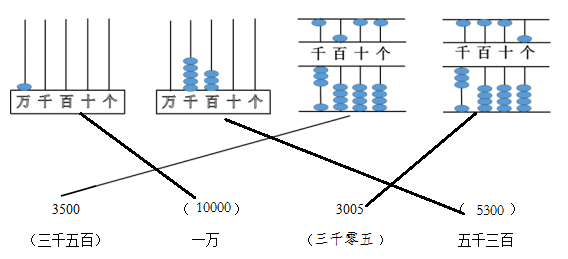 千 百 十 个 千 百 十 个
万 千 百 十 个 万 千 百 十 个
3500 （ 10000 ） 3005 （ 5300 ）
（三千五百） 一万 （三千零五） 五千三百